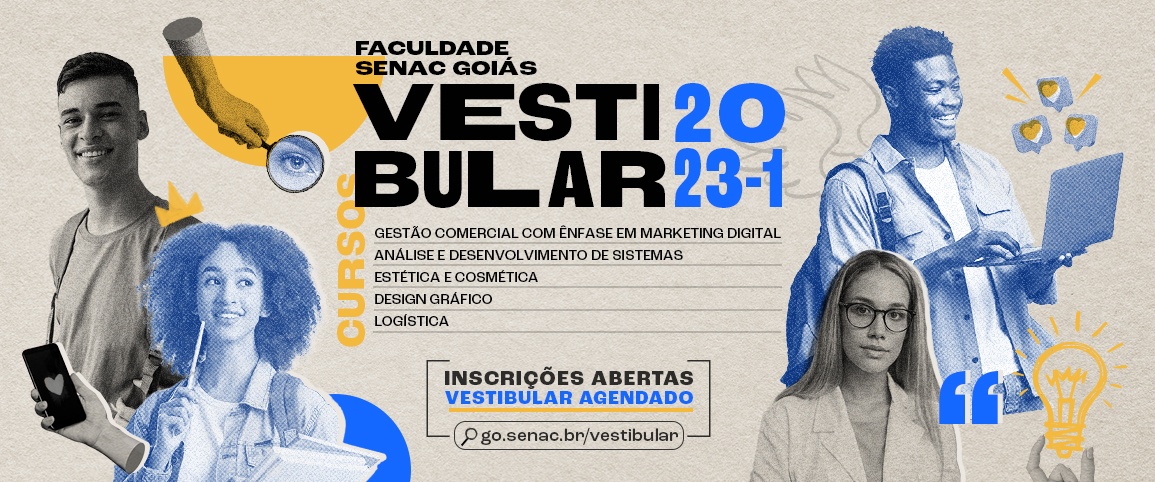 FACULDADE
SENAC GOIÁS
VESTI 20
BULAR 23-1
CURSOS
GESTÃO COMERCIAL COM ÊNFASE EM MARKETING DIGITAL
ANÁLISE E DESENVOLVIMENTO DE SISTEMAS
ESTÉTICA E COSMÉTICA
DESIGN GRÁFICO
LOGÍSTICA
INSCRIÇÕES ABERTAS
VESTIBULAR AGENDADO
go.senac.br/vestibular